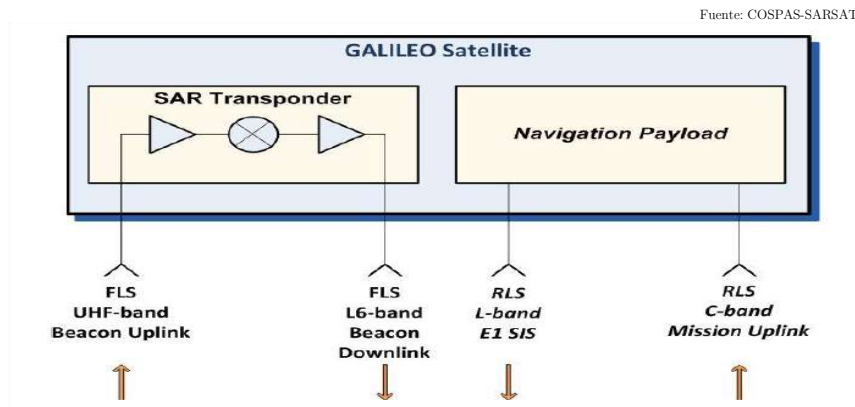 Fuente: COSPAS-SARSAT
GALILEO Satellite
SAR Transponder
Navigation Payload
FLS
UHF-band
Beacon Uplink
FLS
L6-band
Beacon
Downlink
RLS
L-band
E1 SIS
RLS
C-band
Mission Uplink